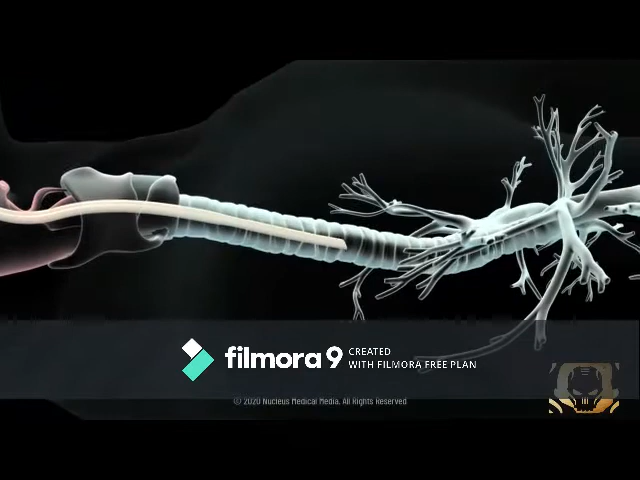 filmora 9
CREATED
WITH FILMORA FREE PLAN
© 2020 Nucleus Medical Media. All Rights Reserved